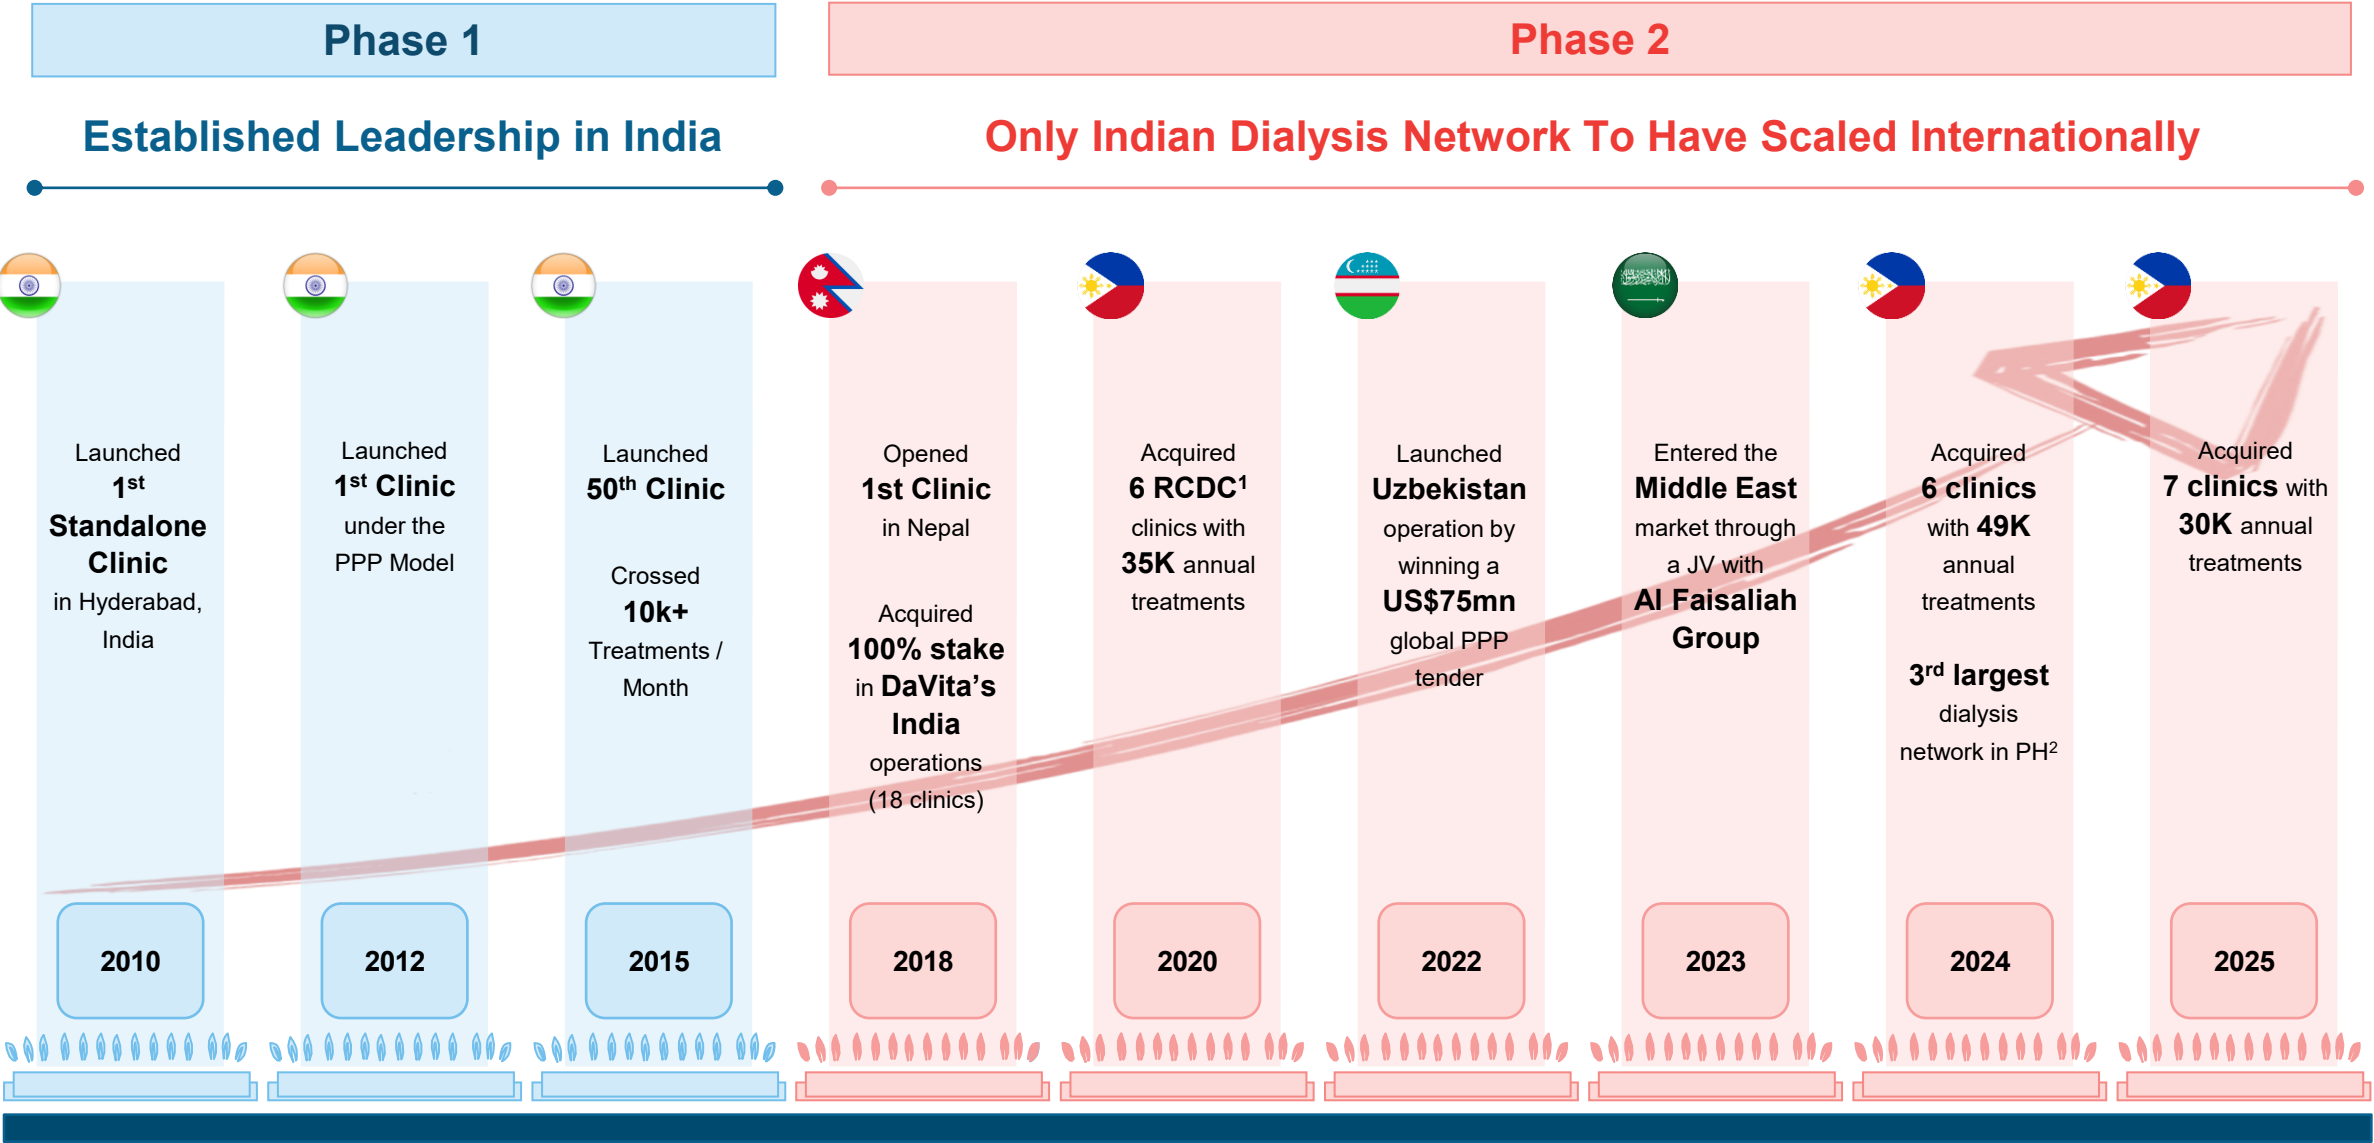 Phase 1
Phase 2
Established Leadership in India
Only Indian Dialysis Network To Have Scaled Internationally
Launched
1st
Standalone
Clinic
in Hyderabad,
India
Launched
1st Clinic
under the
PPP Model
Launched
50th Clinic
Crossed
10k+
Treatments /
Month
Opened
1st Clinic
in Nepal
Acquired
100% stake
in DaVita’s
India
operations
(18 clinics)
Acquired
6 RCDC¹
clinics with
35K annual
treatments
Launched
Uzbekistan
operation by
winning a
US$75mn
global PPP
tender
Entered the
Middle East
market through
a JV with
Al Faisaliah
Group
Acquired
6 clinics
with 49K
annual
treatments
3rd largest
dialysis
network in PH²
Acquired
7 clinics with
30K annual
treatments
2010
2012
2015
2018
2020
2022
2023
2024
2025